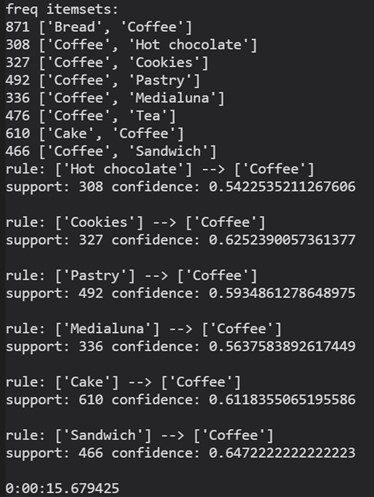 freq itemsets:
871 ['Bread', 'Coffee']
308 ['Coffee', 'Hot chocolate']
327 ['Coffee', 'Cookies']
492 ['Coffee', 'Pastry']
336 ['Coffee', 'Medialuna']
476 ['Coffee', 'Tea']
610 ['Cake', 'Coffee']
466 ['Coffee', 'Sandwich']
rule: ['Hot chocolate'] --> ['Coffee']
support: 308 confidence: 0.5422535211267606
rule: ['Cookies'] --> ['Coffee']
support: 327 confidence: 0.6252390057361377
rule: ['Pastry'] --> ['Coffee']
support: 492 confidence: 0.5934861278648975
rule: ['Medialuna'] --> ['Coffee']
support: 336 confidence: 0.5637583892617449
rule: ['Cake'] --> ['Coffee']
support: 610 confidence: 0.6118355065195586
rule: ['Sandwich'] --> ['Coffee']
support: 466 confidence: 0.6472222222222223
0:00:15.679425